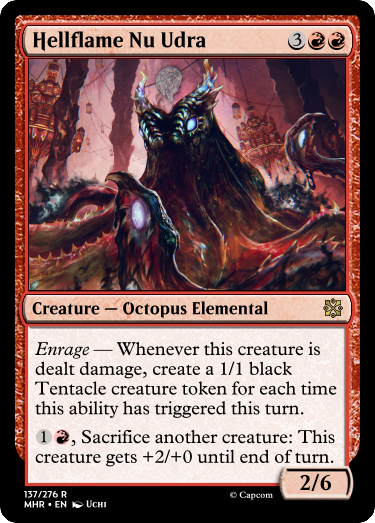 Hellflame Nu Udra 3
Creature — Octopus Elemental
Enrage — Whenever this creature is
dealt damage, create a 1/1 black
Tentacle creature token for each time
this ability has triggered this turn.
1, Sacrifice another creature: This
creature gets +2/+0 until end of turn.
2/6
137/276 R
MHR • EN Uchi
© Capcom